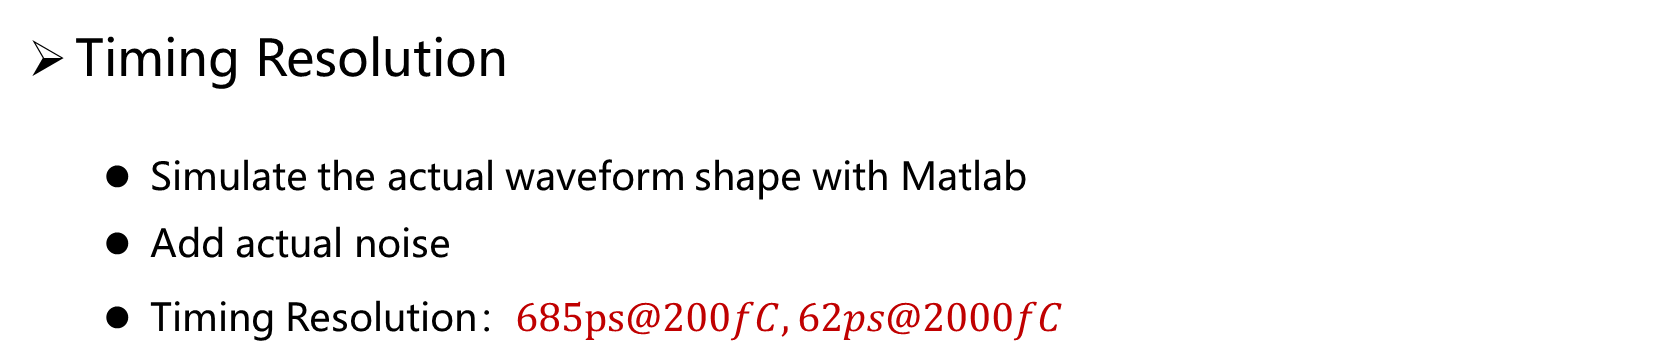 ➢ Timing Resolution
● Simulate the actual waveform shape with Matlab
● Add actual noise
● Timing Resolution：685ps@200fC, 62ps@2000fC